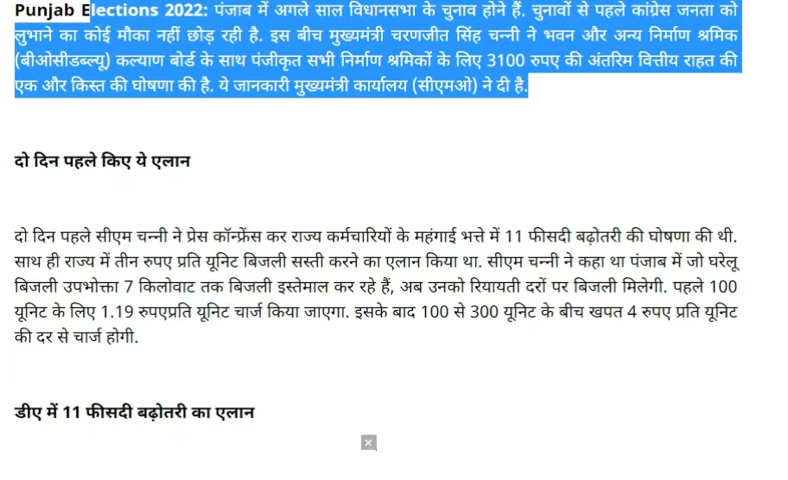 Punjab Elections 2022: पंजाब में अगले साल विधानसभा के चुनाव होने हैं. चुनावों से पहले कांग्रेस जनता को
लुभाने का कोई मौका नहीं छोड़ रही है. इस बीच मुख्यमंत्री चरणजीत सिंह चन्नी ने भवन और अन्य निर्माण श्रमिक
(बीओसीडब्ल्यू) कल्याण बोर्ड के साथ पंजीकृत सभी निर्माण श्रमिकों के लिए 3100 रुपए की अंतरिम वित्तीय राहत की
एक और किस्त की घोषणा की है. ये जानकारी मुख्यमंत्री कार्यालय (सीएमओ) ने दी है.
दो दिन पहले किए ये एलान
दो दिन पहले सीएम चन्नी ने प्रेस कॉन्फ्रेंस कर राज्य कर्मचारियों के महंगाई भत्ते में 11 फीसदी बढ़ोतरी की घोषणा की थी.
साथ ही राज्य में तीन रुपए प्रति यूनिट बिजली सस्ती करने का एलान किया था. सीएम चन्नी ने कहा था पंजाब में जो घरेलू
बिजली उपभोक्ता 7 किलोवाट तक बिजली इस्तेमाल कर रहे हैं, अब उनको रियायती दरों पर बिजली मिलेगी. पहले 100
यूनिट के लिए 1.19 रुपएप्रति यूनिट चार्ज किया जाएगा. इसके बाद 100 से 300 यूनिट के बीच खपत 4 रुपए प्रति यूनिट
की दर से चार्ज होगी.
डीए में 11 फीसदी बढ़ोतरी का एलान